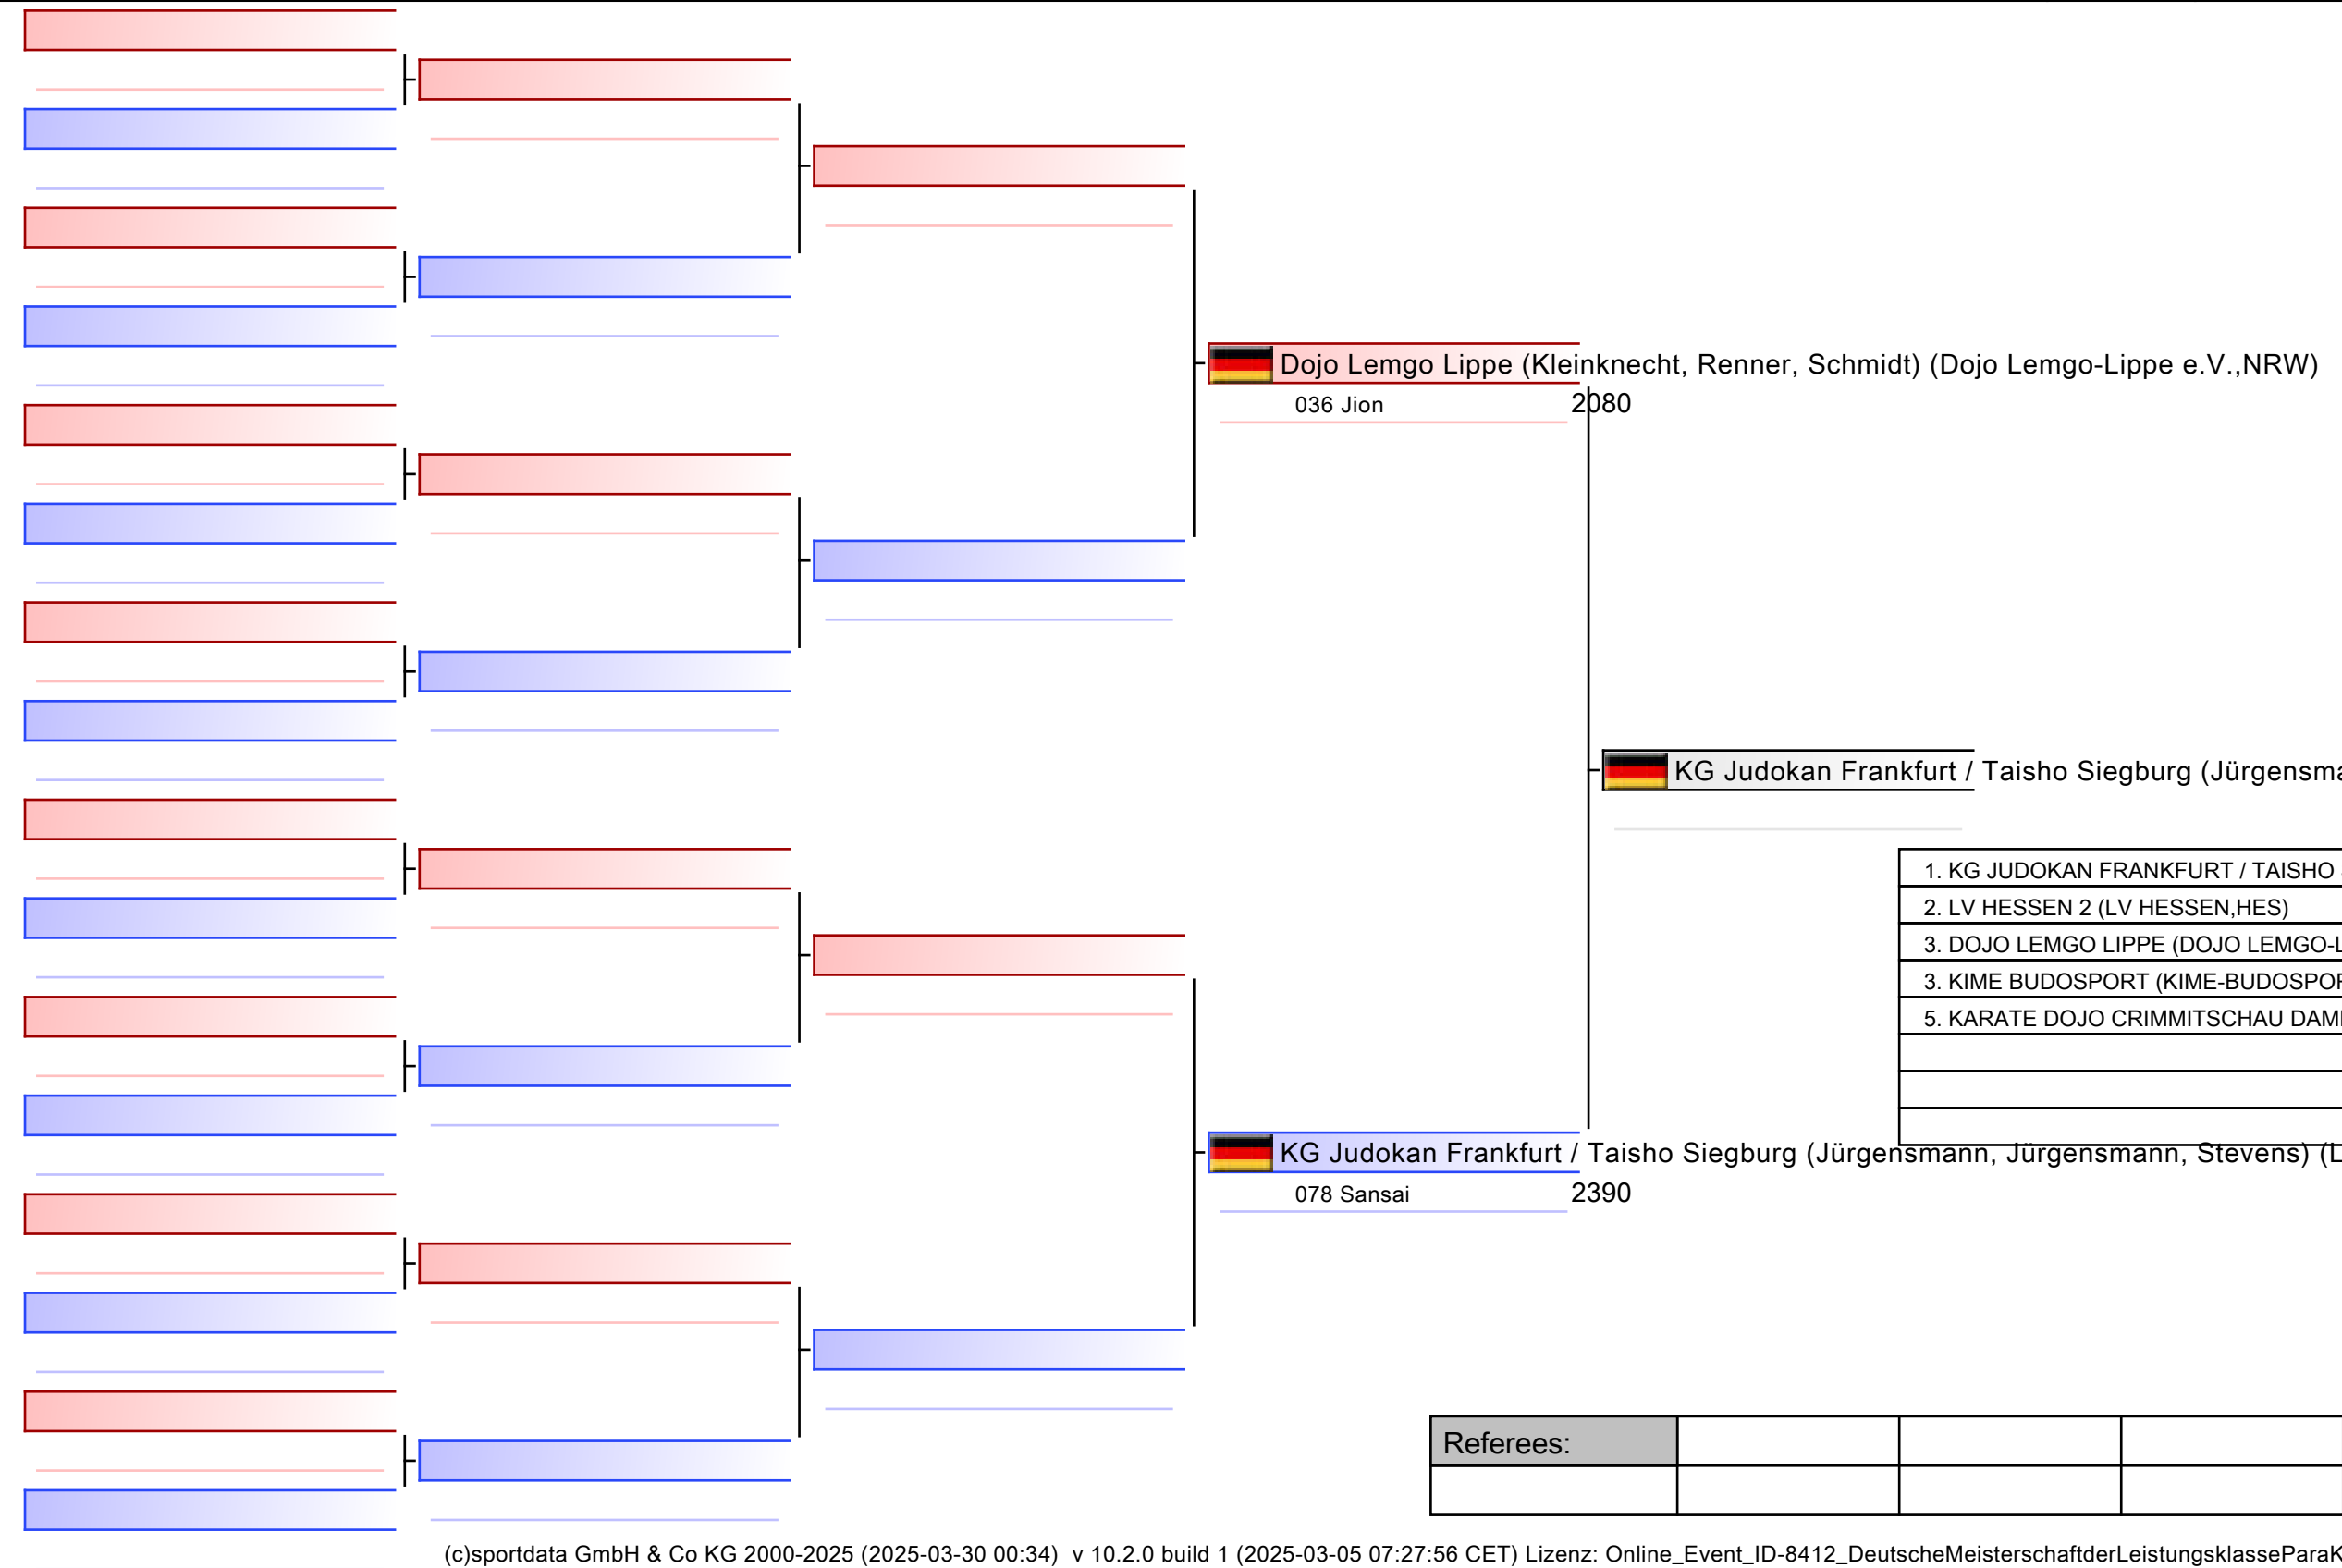 Dojo Lemgo Lippe (Kleinknecht, Renner, Schmidt) (Dojo Lemgo-Lippe e.V.,NRW)
036 Jion 2080
KG Judokan Frankfurt / Taisho Siegburg (Jürgensma
1. KG JUDOKAN FRANKFURT / TAISHO
2. LV HESSEN 2 (LV HESSEN,HES)
3. DOJO LEMGO LIPPE (DOJO LEMGO-L
3. KIME BUDOSPORT (KIME-BUDOSPOR
5. KARATE DOJO CRIMMITSCHAU DAM
KG Judokan Frankfurt / Taisho Siegburg (Jürgensmann, Jürgensmann, Stevens) (L
078 Sansai 2390
Referees:
(c)sportdata GmbH & Co KG 2000-2025 (2025-03-30 00:34) v 10.2.0 build 1 (2025-03-05 07:27:56 CET) Lizenz: Online_Event_ID-8412_DeutscheMeisterschaftderLeistungsklasseParaK